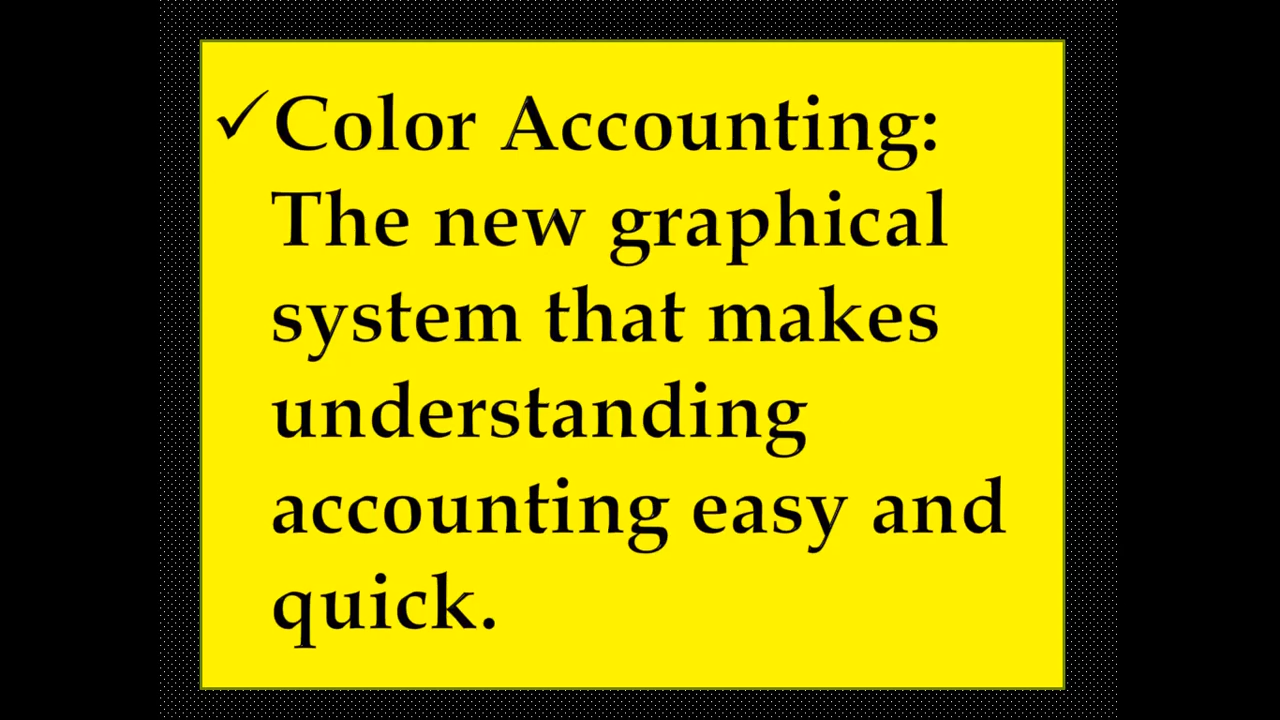 ✓Color Accounting:
The new graphical
system that makes
understanding
accounting easy and
quick.